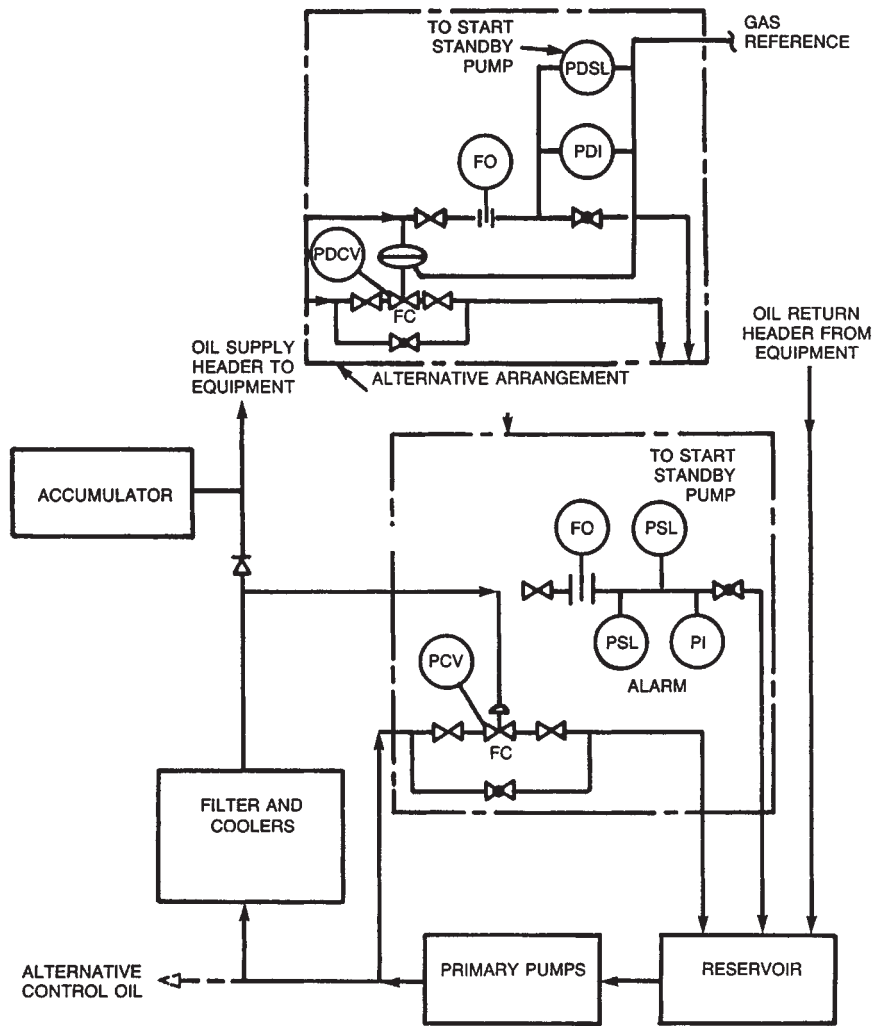 TO START
STANDBY
PUMP
GAS
REFERENCE
PDSL
PDI
FO
PDCV
FC
ALTERNATIVE ARRANGEMENT
OIL SUPPLY
HEADER TO
EQUIPMENT
OIL RETURN
HEADER FROM
EQUIPMENT
ACCUMULATOR
TO START
STANDBY
PUMP
FO
PSL
PSL
PI
ALARM
PCV
FC
FILTER AND
COOLERS
ALTERNATIVE
CONTROL OIL
PRIMARY PUMPS
RESERVOIR